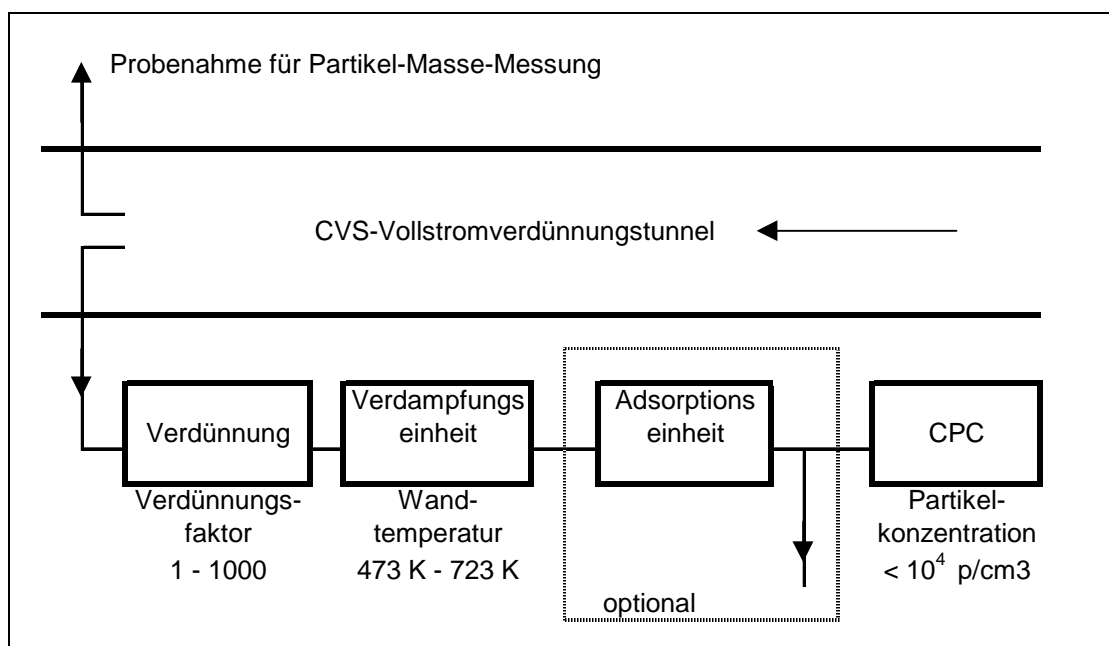 Probenahme für Partikel-Masse-Messung
CVS-Vollstromverdünnungstunnel
Verdünnung
Verdünnungs-
faktor
1 - 1000
Verdampfungs
einheit
Wand-
temperatur
473 K - 723 K
Adsorptions
einheit
optional
CPC
Partikel-
konzentration
< 10⁴ p/cm3